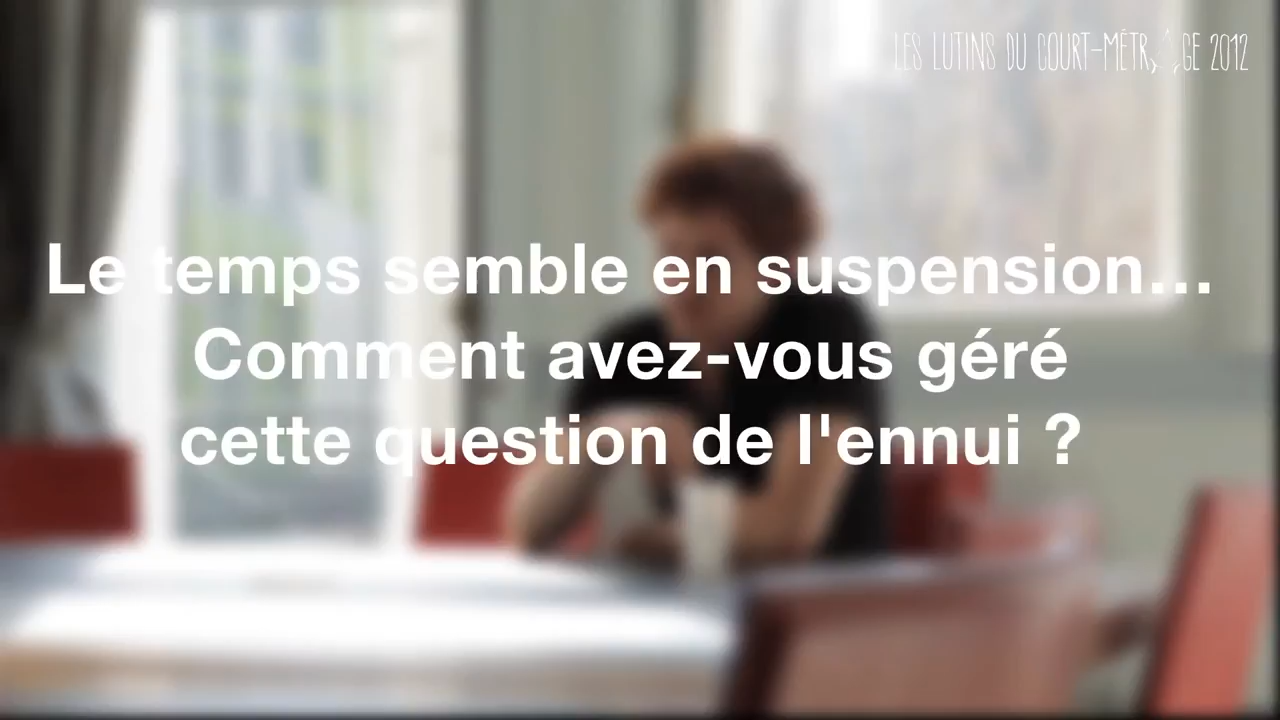 LES LUTINS DU COURT-MÉTRAGE 2012
Le temps semble en suspension...
Comment avez-vous géré
cette question de l'ennui ?